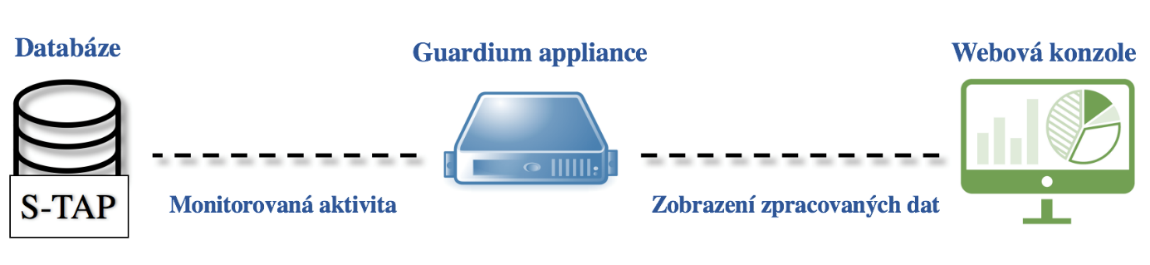 Databáze
Guardium appliance
Webová konzole
S-TAP
Monitorovaná aktivita
Zobrazení zpracovaných dat